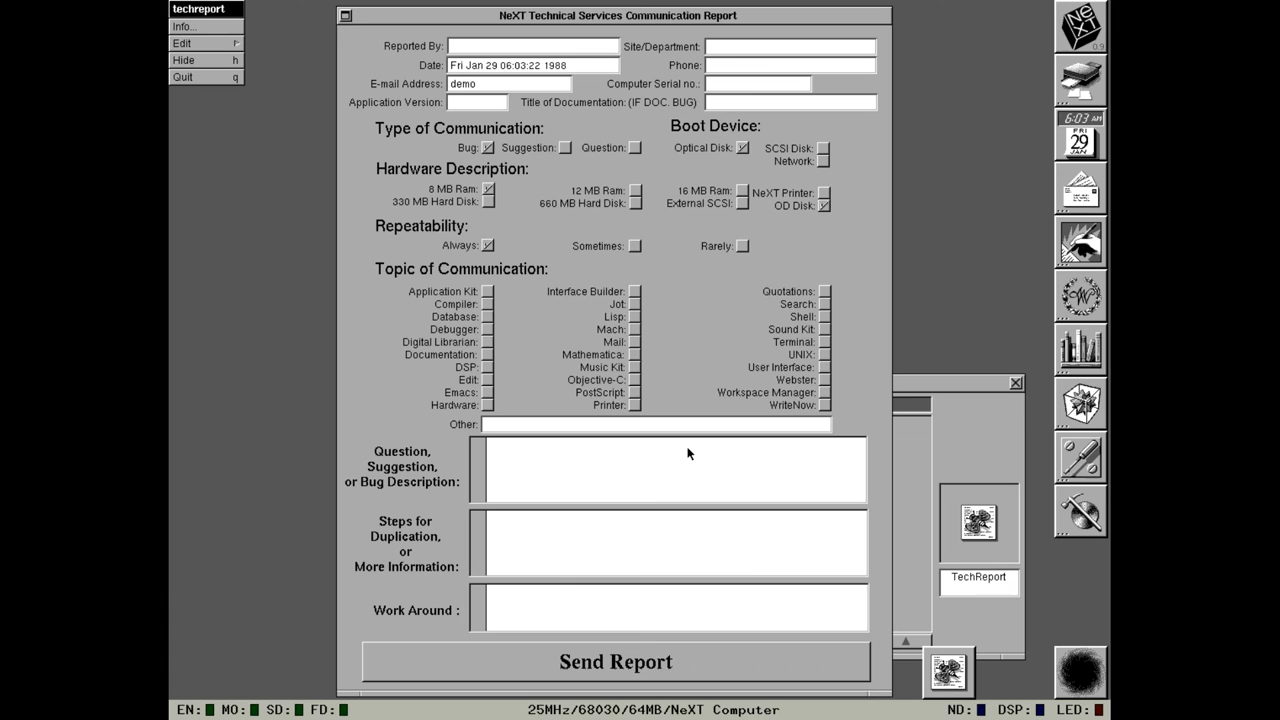 techreport
Info...
Edit
Hide h
Quit q
NeXT Technical Services Communication Report
Reported By: Site/Department:
Date: Fri Jan 29 06:03:22 1988 Phone:
E-mail Address: demo Computer Serial no.:
Application Version: Title of Documentation: (IF DOC. BUG)
Type of Communication: Boot Device:
Bug: Suggestion: Question: Optical Disk: SCSI Disk:
Network:
Hardware Description:
8 MB Ram: 12 MB Ram: 16 MB Ram: NeXT Printer:
330 MB Hard Disk: 660 MB Hard Disk: External SCSI: OD Disk:
Repeatability:
Always: Sometimes: Rarely:
Topic of Communication:
Application Kit: Interface Builder: Quotations:
Compiler: Jot: Search:
Database: Lisp: Shell:
Debugger: Mach: Sound Kit:
Digital Librarian: Mail: Terminal:
Documentation: Mathematica: UNIX:
DSP: Music Kit: User Interface:
Edit: Objective-C: Webster:
Emacs: PostScript: Workspace Manager:
Hardware: Printer: WriteNow:
Other:
Question,
Suggestion,
or Bug Description:
Steps for
Duplication,
or
More Information:
Work Around :
Send Report
TechReport
NeXT
0.9
6:03 AM
FRI
29
JAN
EN: MO: SD: FD: 25MHz/68030/64MB/NeXT Computer ND: DSP: LED: